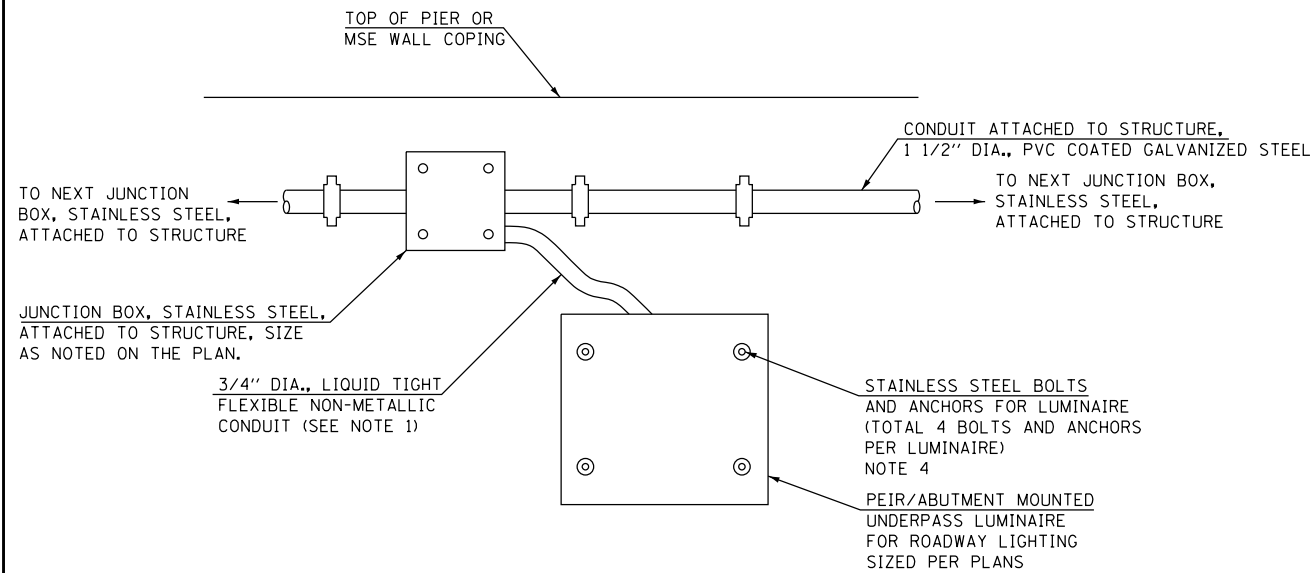 TOP OF PIER OR
MSE WALL COPING
CONDUIT ATTACHED TO STRUCTURE,
1 1/2" DIA., PVC COATED GALVANIZED STEEL
TO NEXT JUNCTION
BOX, STAINLESS STEEL,
ATTACHED TO STRUCTURE
TO NEXT JUNCTION BOX,
STAINLESS STEEL,
ATTACHED TO STRUCTURE
JUNCTION BOX, STAINLESS STEEL,
ATTACHED TO STRUCTURE, SIZE
AS NOTED ON THE PLAN.
3/4" DIA., LIQUID TIGHT
FLEXIBLE NON-METALLIC
CONDUIT (SEE NOTE 1)
STAINLESS STEEL BOLTS
AND ANCHORS FOR LUMINAIRE
(TOTAL 4 BOLTS AND ANCHORS
PER LUMINAIRE)
NOTE 4
PEIR/ABUTMENT MOUNTED
UNDERPASS LUMINAIRE
FOR ROADWAY LIGHTING
SIZED PER PLANS